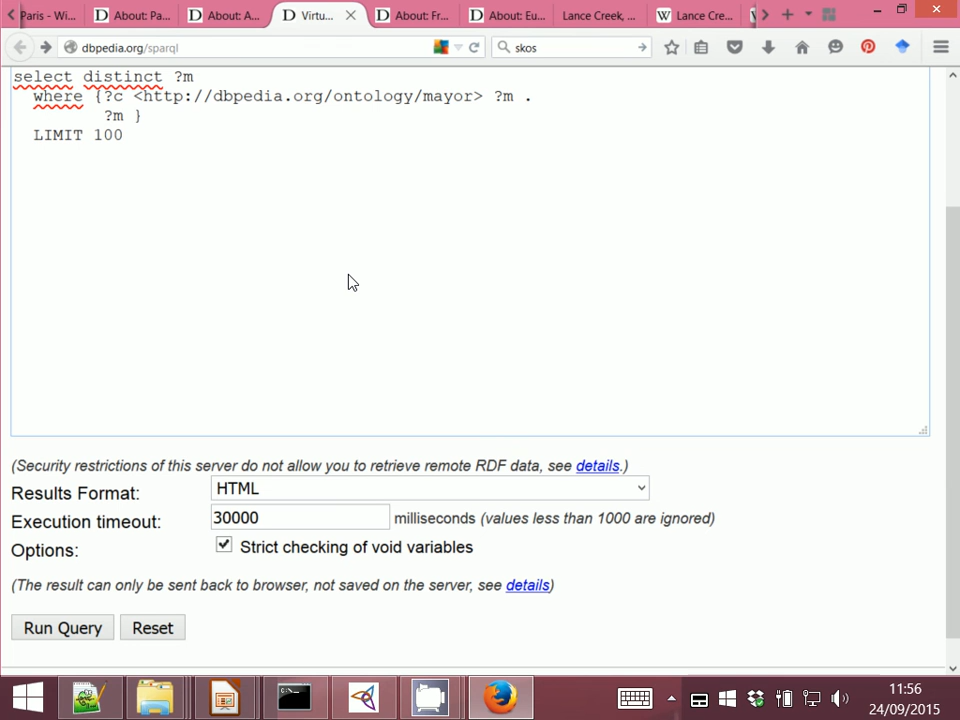 Paris - Wi...
About: Pa...
About: A...
Virtu...
About: Fr...
About: Eu...
Lance Creek, ...
Lance Cre...
dbpedia.org/sparql
skos
select distinct ?m
where {?c <http://dbpedia.org/ontology/mayor> ?m .
?m }
LIMIT 100
(Security restrictions of this server do not allow you to retrieve remote RDF data, see details.)
Results Format: HTML
Execution timeout: 30000 milliseconds (values less than 1000 are ignored)
Options: Strict checking of void variables
(The result can only be sent back to browser, not saved on the server, see details)
Run Query Reset
11:56
24/09/2015